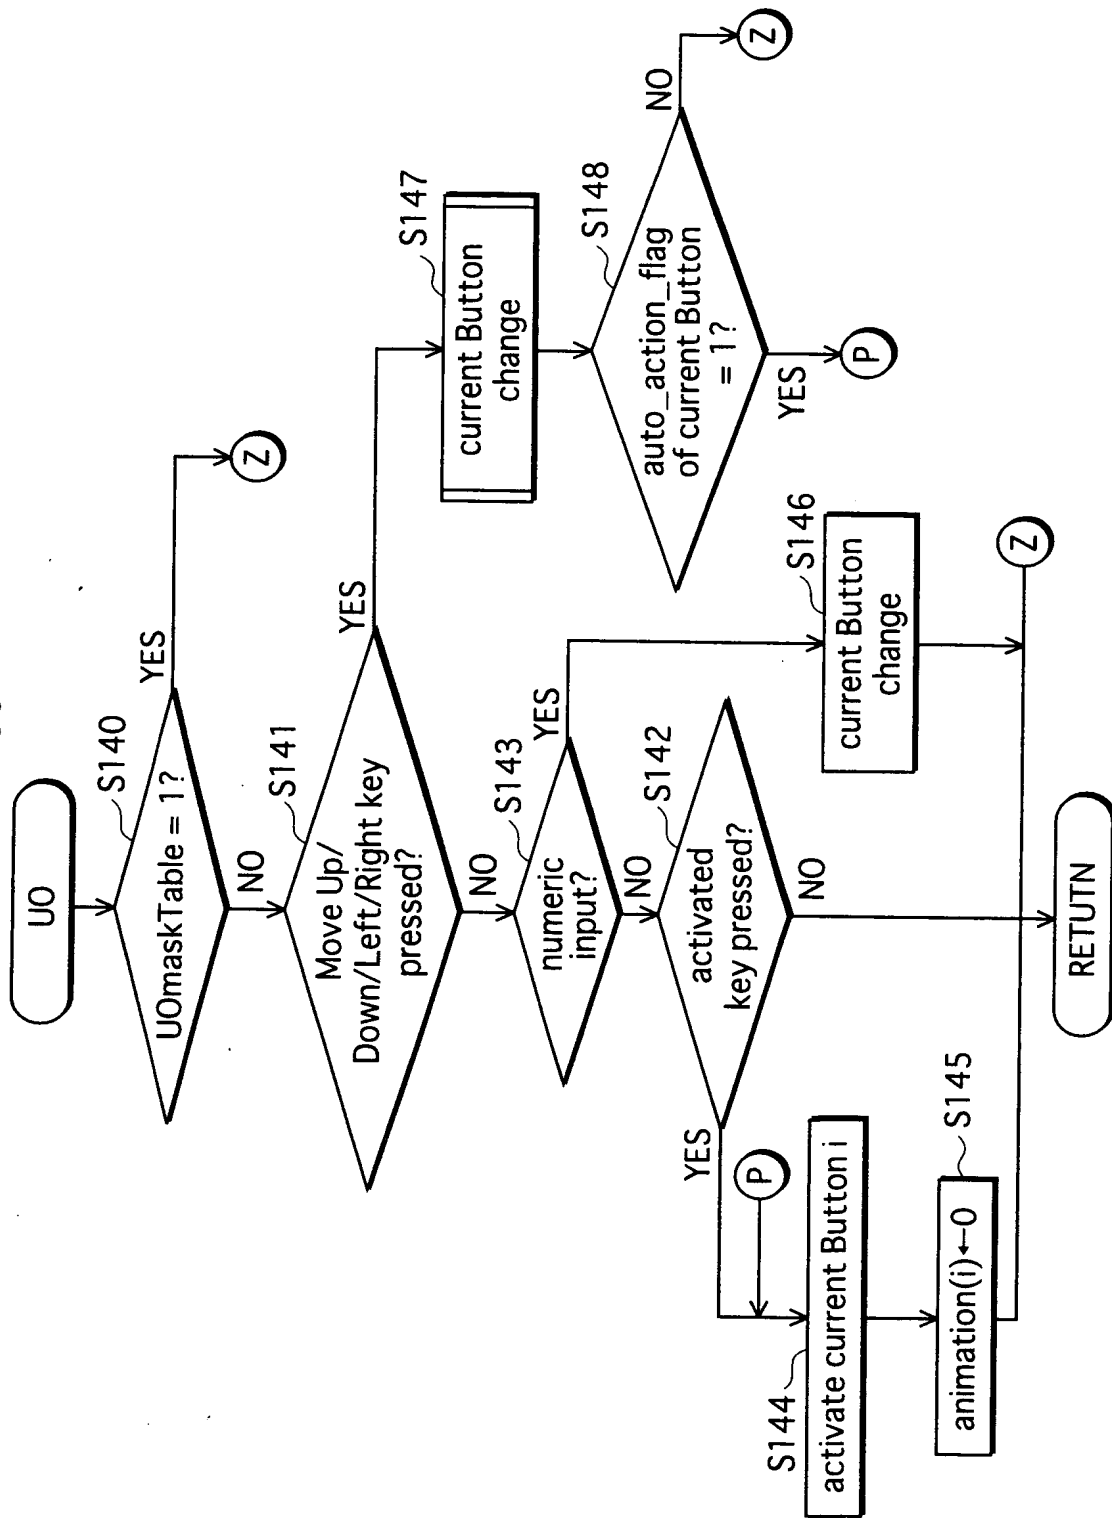 UO
S140
UOmaskTable = 1?
YES
Z
NO
S141
Move Up/
Down/Left/Right key
pressed?
YES
S147
current Button
change
S148
auto_action_flag
of current Button
= 1?
NO
Z
YES
P
NO
S143
numeric
input?
YES
S146
current Button
change
Z
NO
S142
activated
key pressed?
YES
P
S144
activate current Button i
S145
animation(i)←0
NO
RETUTN